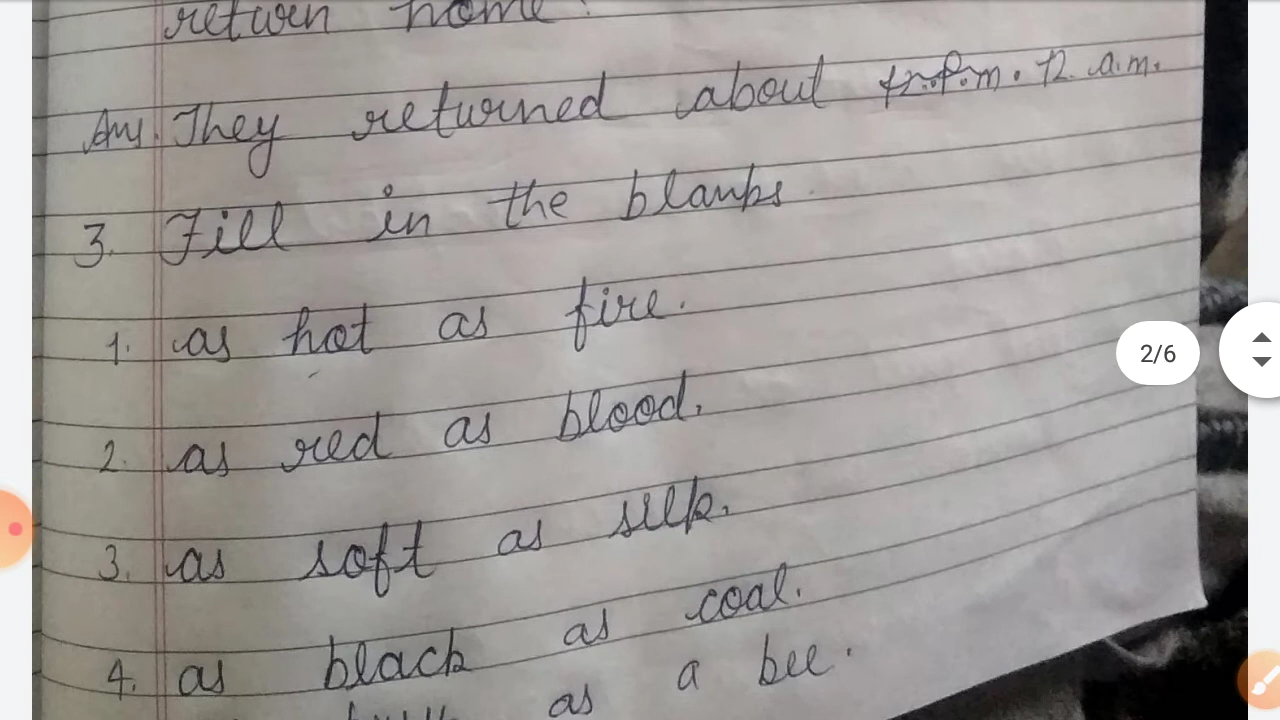 return home.
Ans. They returned about p.m. 12 a.m.
3. Fill in the blanks
1. as hot as fire.
2. as red as blood.
3. as soft as silk.
4. as black as coal.
as a bee.
2/6